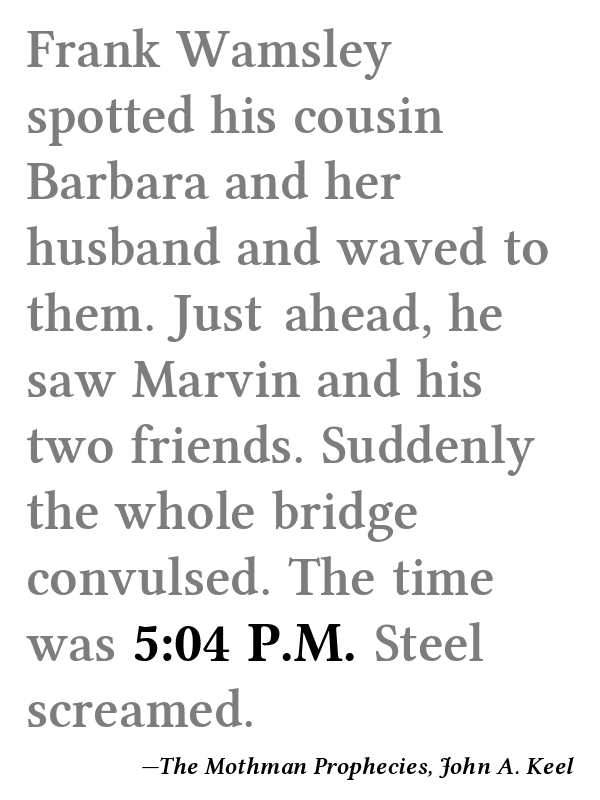 Frank Wamsley
spotted his cousin
Barbara and her
husband and waved to
them. Just ahead, he
saw Marvin and his
two friends. Suddenly
the whole bridge
convulsed. The time
was 5:04 P.M. Steel
screamed.
—The Mothman Prophecies, John A. Keel